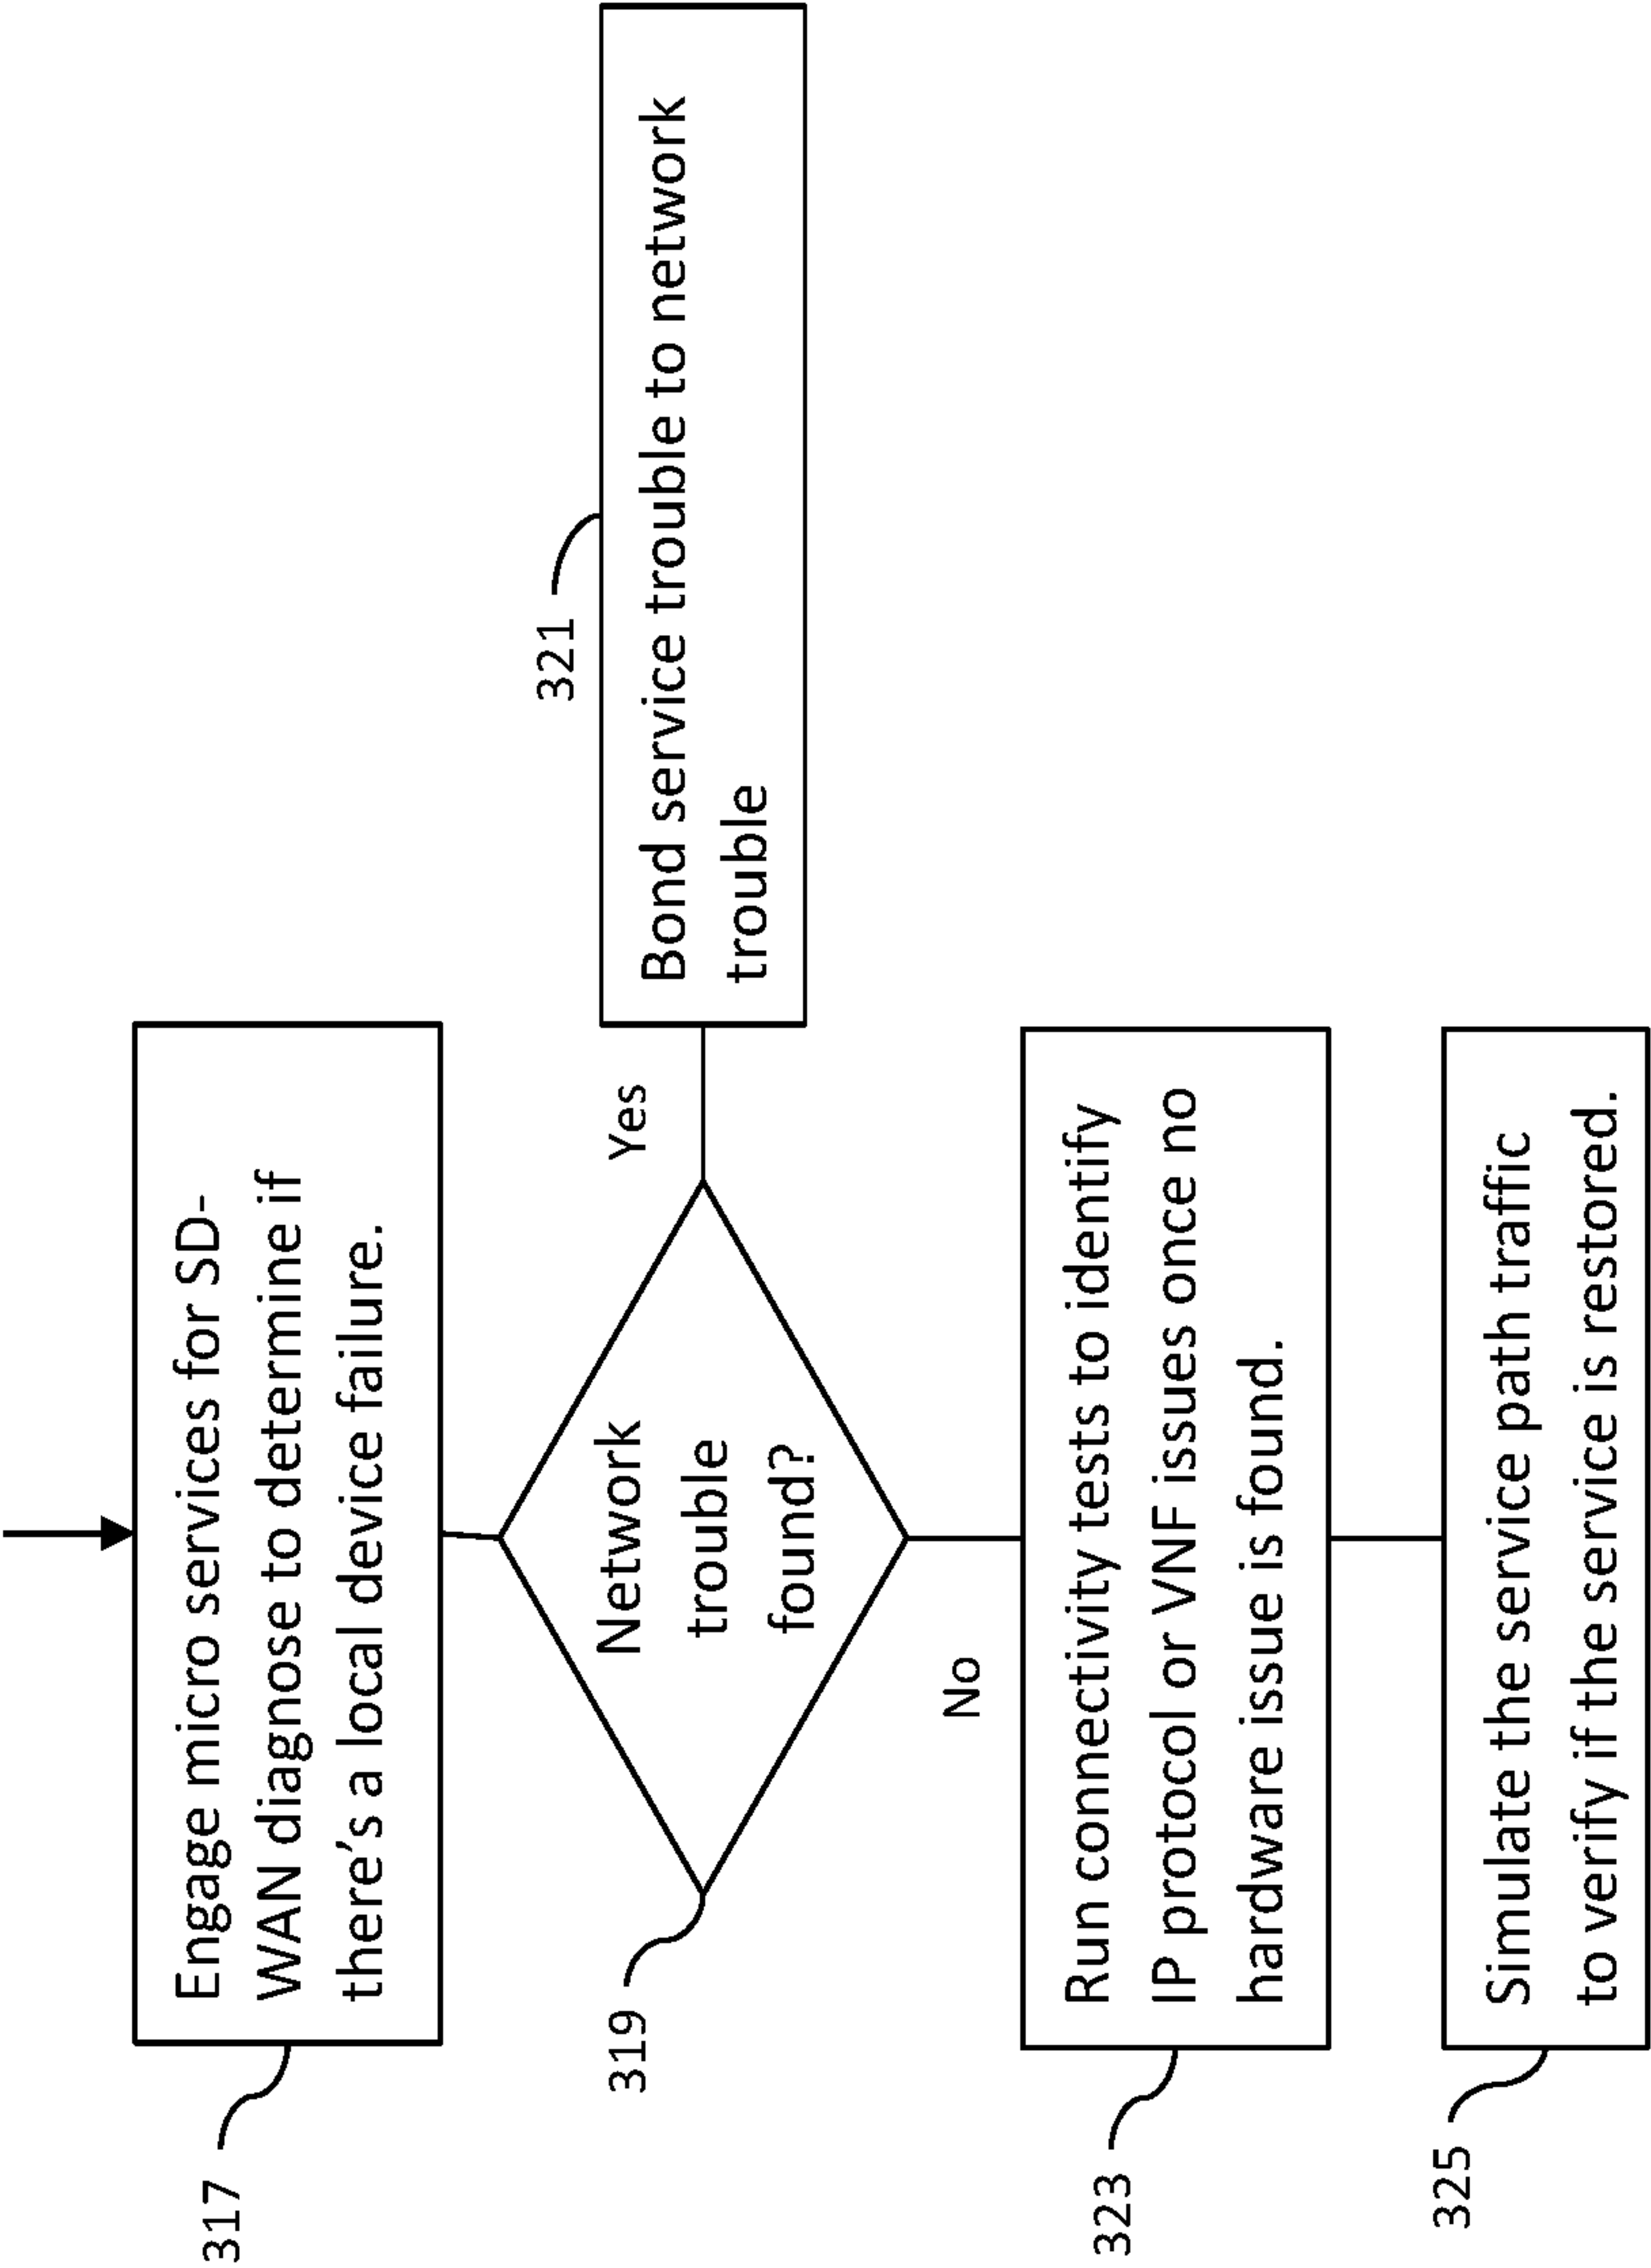 317
Engage micro services for SD-
WAN diagnose to determine if
there's a local device failure.
319
Network
trouble
found?
Yes
321
Bond service trouble to network
trouble
No
323
Run connectivity tests to identify
IP protocol or VNF issues once no
hardware issue is found.
325
Simulate the service path traffic
to verify if the service is restored.